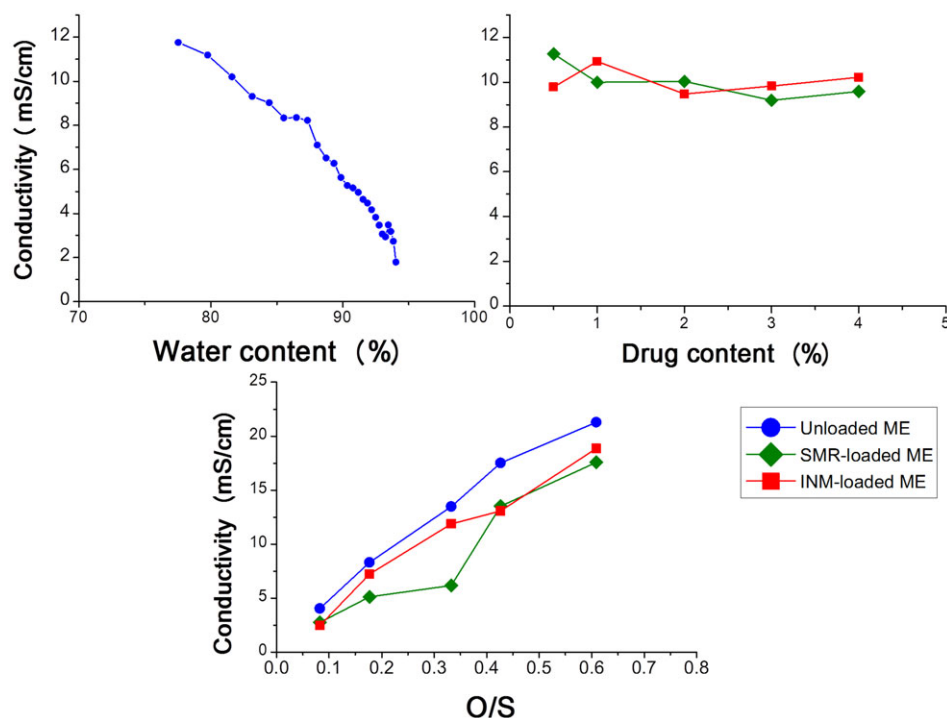 Conductivity ( mS/cm)
12
10
8
6
4
2
0
70 80 90 100
Water content (%)
12
10
8
6
4
2
0
0 1 2 3 4 5
Drug content (%)
Conductivity (mS/cm)
25
20
15
10
5
0
0.0 0.1 0.2 0.3 0.4 0.5 0.6 0.7 0.8
O/S
Unloaded ME
SMR-loaded ME
INM-loaded ME